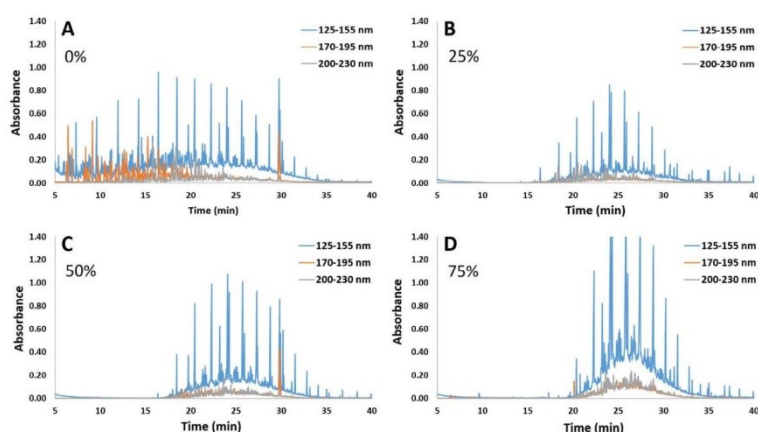 A
0%
125-155 nm
170-195 nm
200-230 nm
Absorbance
1.40
1.20
1.00
0.80
0.60
0.40
0.20
0.00
5 10 15 20 25 30 35 40
Time (min)
B
25%
125-155 nm
170-195 nm
200-230 nm
Absorbance
1.40
1.20
1.00
0.80
0.60
0.40
0.20
0.00
5 10 15 20 25 30 35 40
Time (min)
C
50%
125-155 nm
170-195 nm
200-230 nm
Absorbance
1.40
1.20
1.00
0.80
0.60
0.40
0.20
0.00
5 10 15 20 25 30 35 40
Time (min)
D
75%
125-155 nm
170-195 nm
200-230 nm
Absorbance
1.40
1.20
1.00
0.80
0.60
0.40
0.20
0.00
5 10 15 20 25 30 35 40
Time (min)